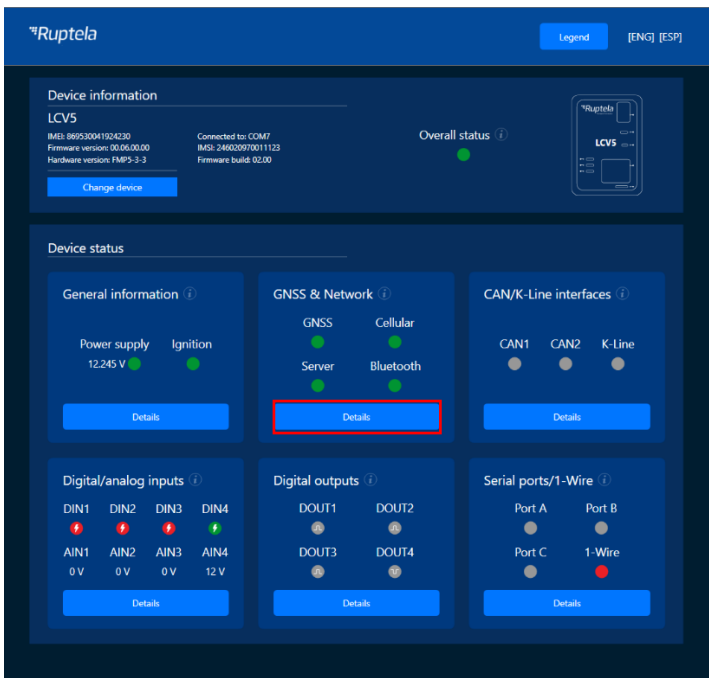 Ruptela
Legend [ENG] [ESP]
Device information
LCV5
IMEI: 869530041924230 Connected to: COM7
Firmware version: 00.06.00.00 IMSI: 246020970011123
Hardware version: FMP5-3-3 Firmware build: 02.00
Change device
Overall status i
Ruptela
LCV5
Device status
General information i
Power supply Ignition
12.245 V
Details
GNSS & Network i
GNSS Cellular
Server Bluetooth
Details
CAN/K-Line interfaces i
CAN1 CAN2 K-Line
Details
Digital/analog inputs i
DIN1 DIN2 DIN3 DIN4
AIN1 AIN2 AIN3 AIN4
0 V 0 V 0 V 12 V
Details
Digital outputs i
DOUT1 DOUT2
DOUT3 DOUT4
Details
Serial ports/1-Wire i
Port A Port B
Port C 1-Wire
Details